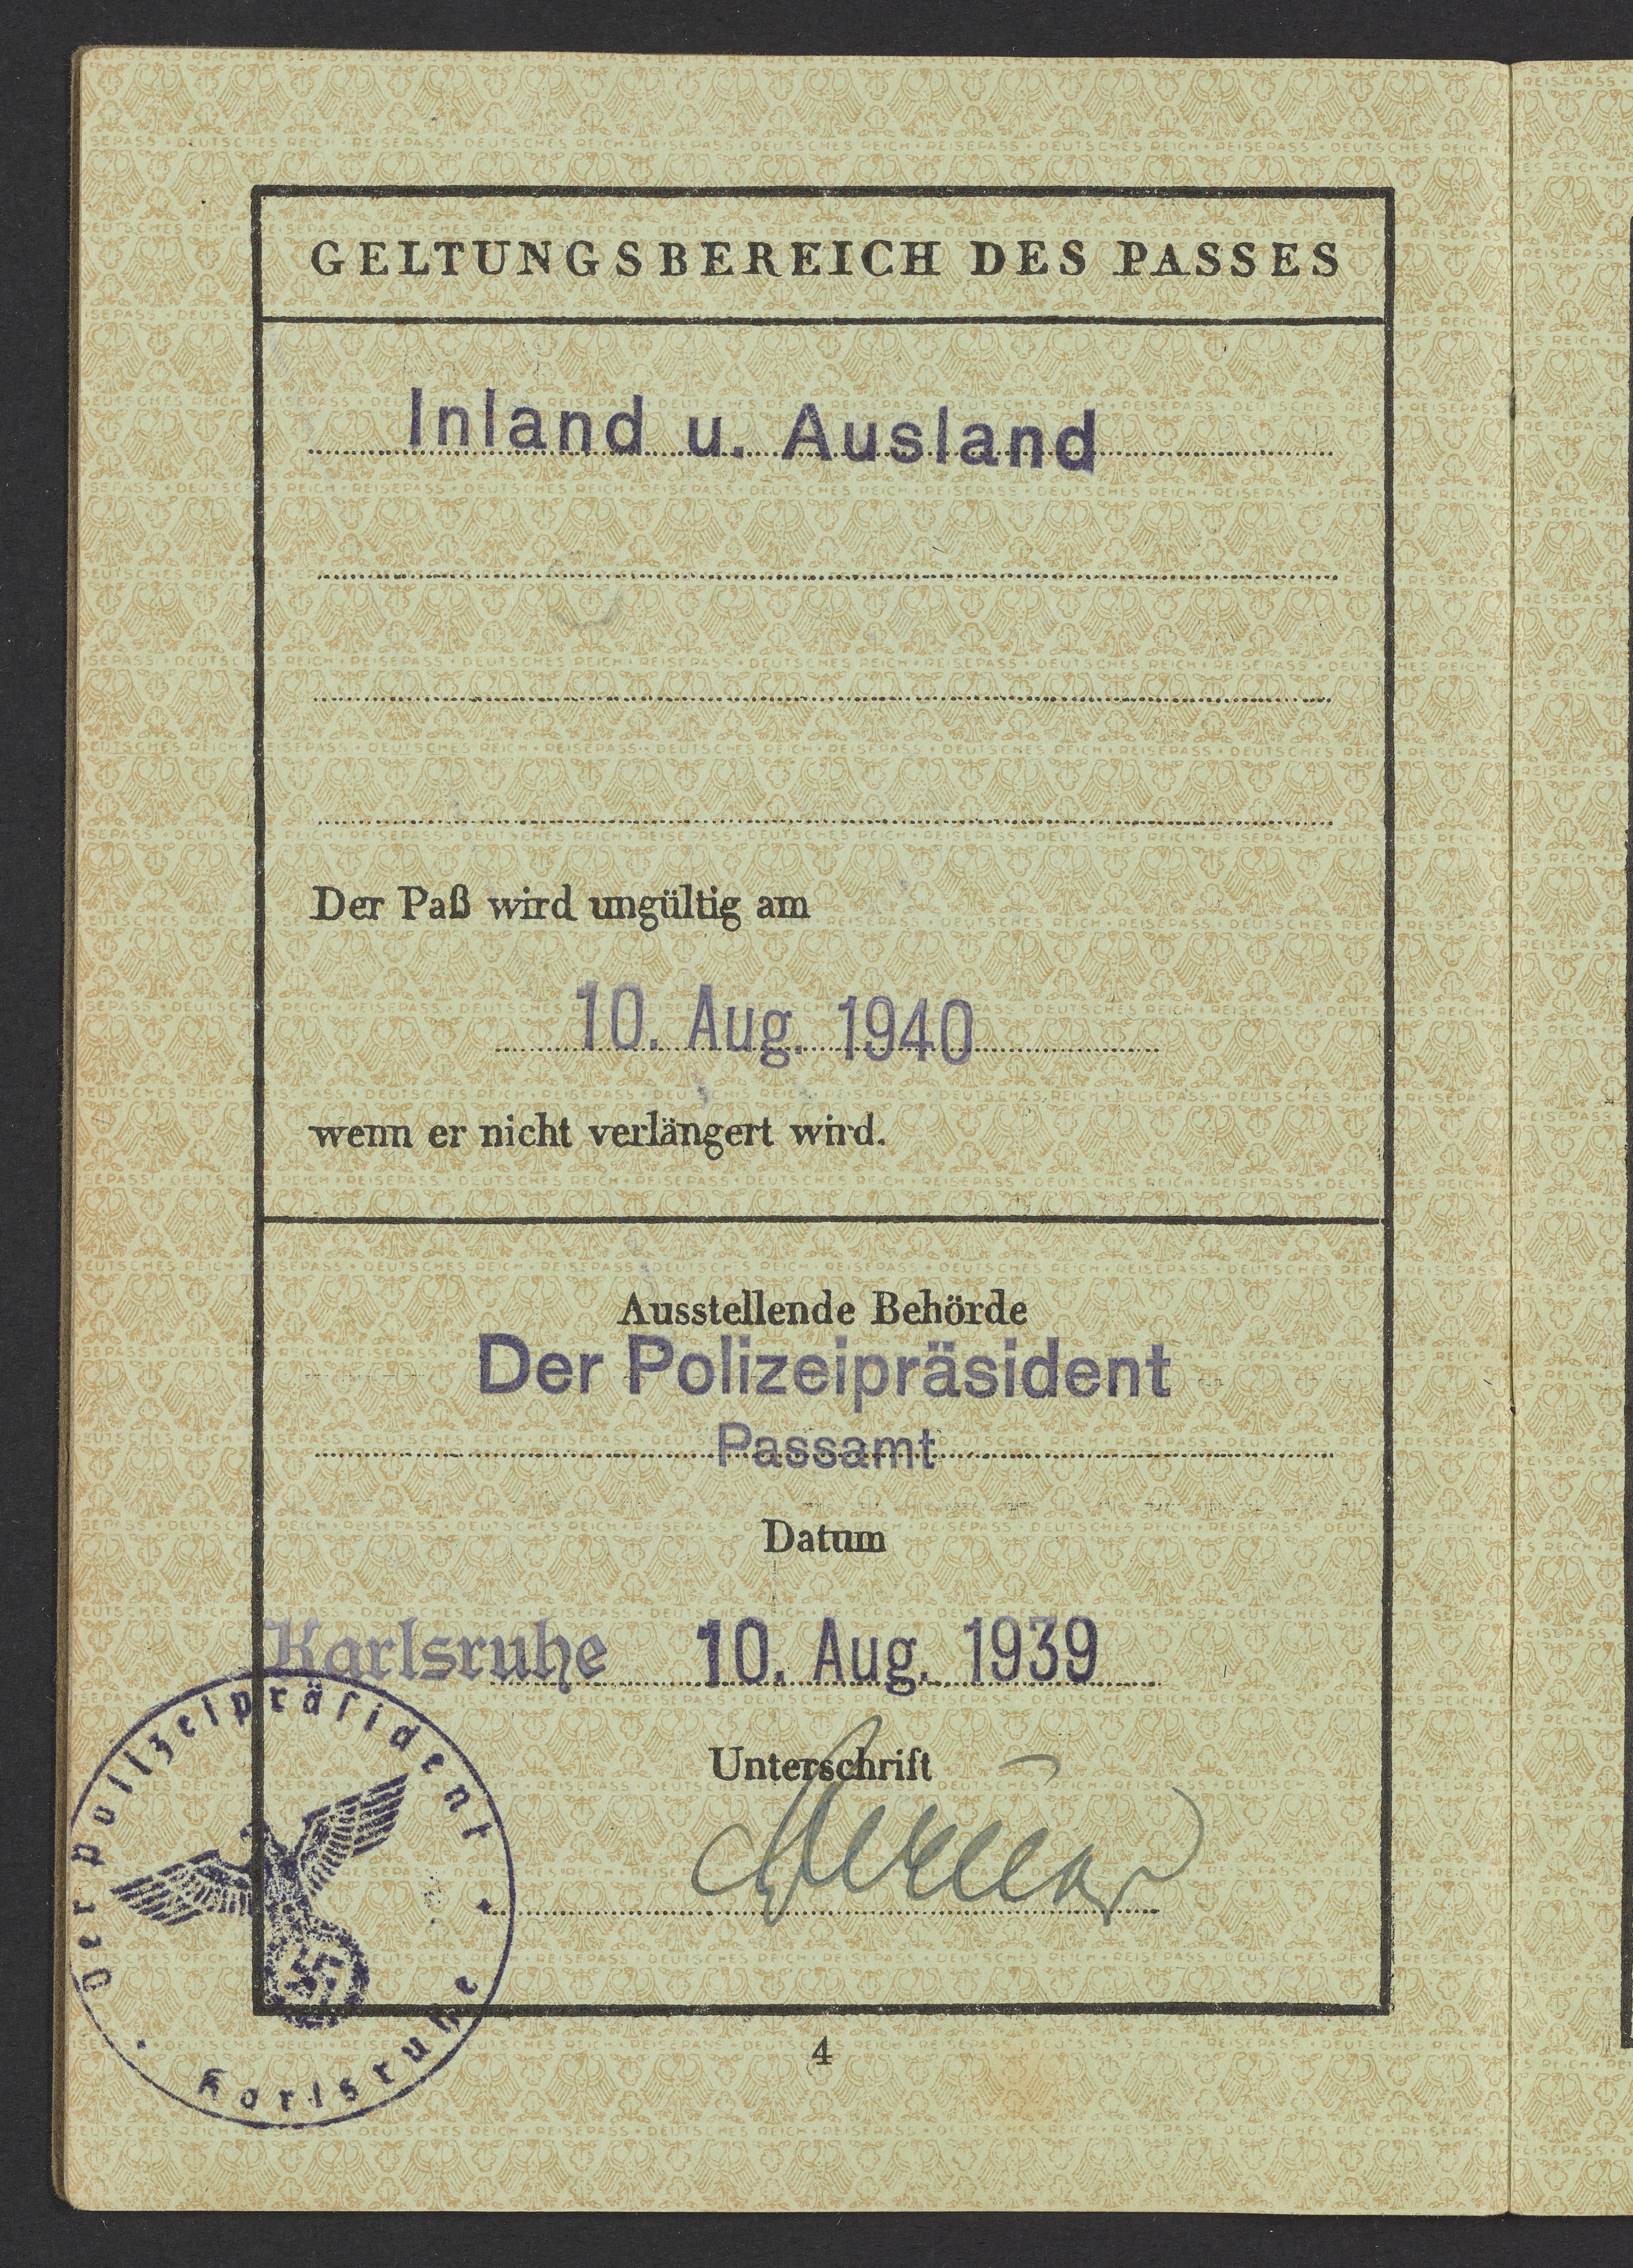 GELTUNGSBEREICH DES PASSES
Inland u. Ausland
Der Paß wird ungültig am
10. Aug. 1940
wenn er nicht verlängert wird.
Ausstellende Behörde
Der Polizeipräsident
Passamt
Datum
Karlsruhe 10. Aug. 1939
Unterschrift
Der Polizeipräsident
Karlsruhe
4